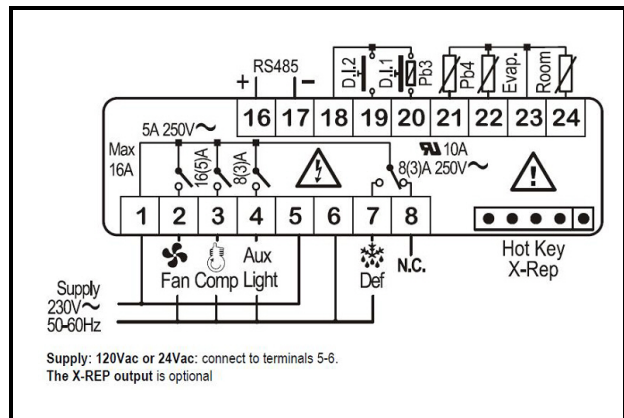 RS485
+ −
D.I.2 D.I.1 Pb3 Pb4 Evap. Room
16 17 18 19 20 21 22 23 24
5A 250V~
Max
16A
16(5)A
8(3)A
10A
8(3)A 250V~
1 2 3 4 5 6 7 8
Fan Comp Aux
Light
Def
N.C.
Hot Key
X-Rep
Supply
230V~
50-60Hz
Supply: 120Vac or 24Vac: connect to terminals 5-6.
The X-REP output is optional